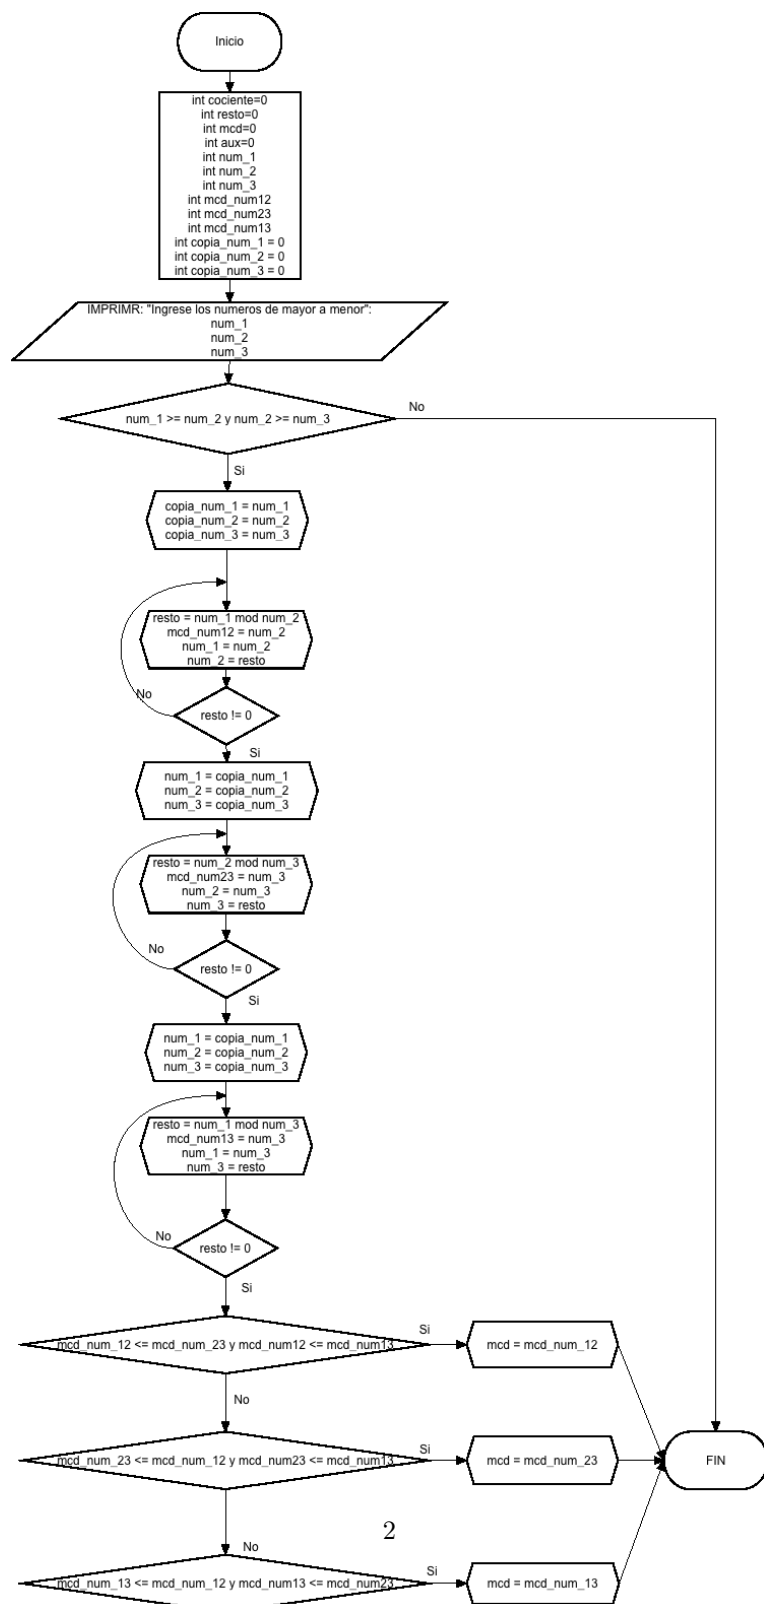 Inicio
int cociente=0
int resto=0
int mcd=0
int aux=0
int num_1
int num_2
int num_3
int mcd_num12
int mcd_num23
int mcd_num13
int copia_num_1 = 0
int copia_num_2 = 0
int copia_num_3 = 0
IMPRIMR: "Ingrese los numeros de mayor a menor":
num_1
num_2
num_3
num_1 >= num_2 y num_2 >= num_3
No
Si
copia_num_1 = num_1
copia_num_2 = num_2
copia_num_3 = num_3
resto = num_1 mod num_2
mcd_num12 = num_2
num_1 = num_2
num_2 = resto
No
resto != 0
Si
num_1 = copia_num_1
num_2 = copia_num_2
num_3 = copia_num_3
resto = num_2 mod num_3
mcd_num23 = num_3
num_2 = num_3
num_3 = resto
No
resto != 0
Si
num_1 = copia_num_1
num_2 = copia_num_2
num_3 = copia_num_3
resto = num_1 mod num_3
mcd_num13 = num_3
num_1 = num_3
num_3 = resto
No
resto != 0
Si
mcd_num_12 <= mcd_num_23 y mcd_num12 <= mcd_num13
Si
mcd = mcd_num_12
No
mcd_num_23 <= mcd_num_12 y mcd_num23 <= mcd_num13
Si
mcd = mcd_num_23
FIN
No
2
mcd_num_13 <= mcd_num_12 y mcd_num13 <= mcd_num23
Si
mcd = mcd_num_13